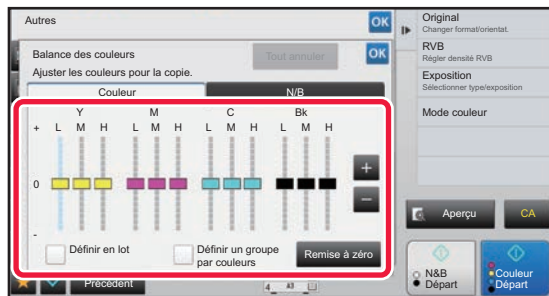 Autres
OK
Balance des couleurs
Tout annuler
OK
Ajuster les couleurs pour la copie.
Couleur
N/B
Y M C Bk
+ L M H L M H L M H L M H
+
0
-
-
Définir en lot
Définir un groupe
par couleurs
Remise à zéro
Précédent
4 A3
Original
Changer format/orientat.
RVB
Régler densité RVB
Exposition
Sélectionner type/exposition
Mode couleur
Aperçu
CA
N&B
Départ
Couleur
Départ